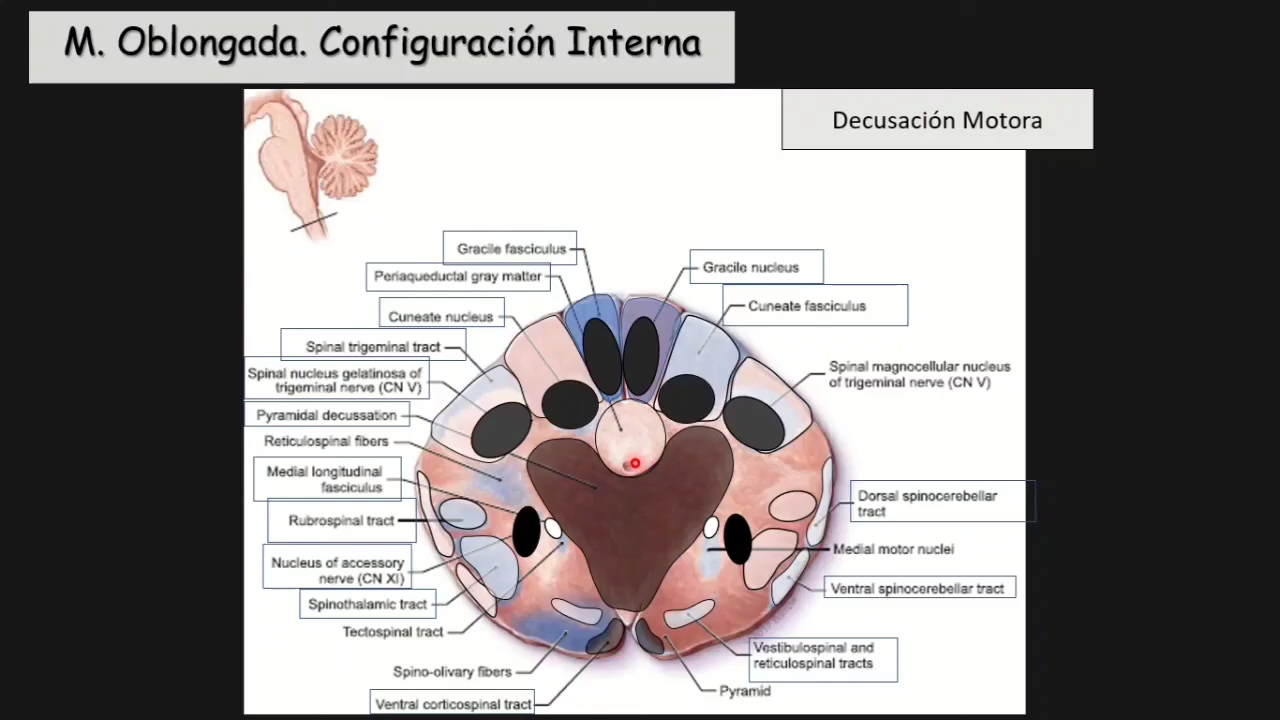 M. Oblongada. Configuración Interna
Decusación Motora
Gracile fasciculus
Periaqueductal gray matter
Cuneate nucleus
Spinal trigeminal tract
Spinal nucleus gelatinosa of
trigeminal nerve (CN V)
Pyramidal decussation
Reticulospinal fibers
Medial longitudinal
fasciculus
Rubrospinal tract
Nucleus of accessory
nerve (CN XI)
Spinothalamic tract
Tectospinal tract
Spino-olivary fibers
Ventral corticospinal tract
Gracile nucleus
Cuneate fasciculus
Spinal magnocellular nucleus
of trigeminal nerve (CN V)
Dorsal spinocerebellar
tract
Medial motor nuclei
Ventral spinocerebellar tract
Vestibulospinal and
reticulospinal tracts
Pyramid